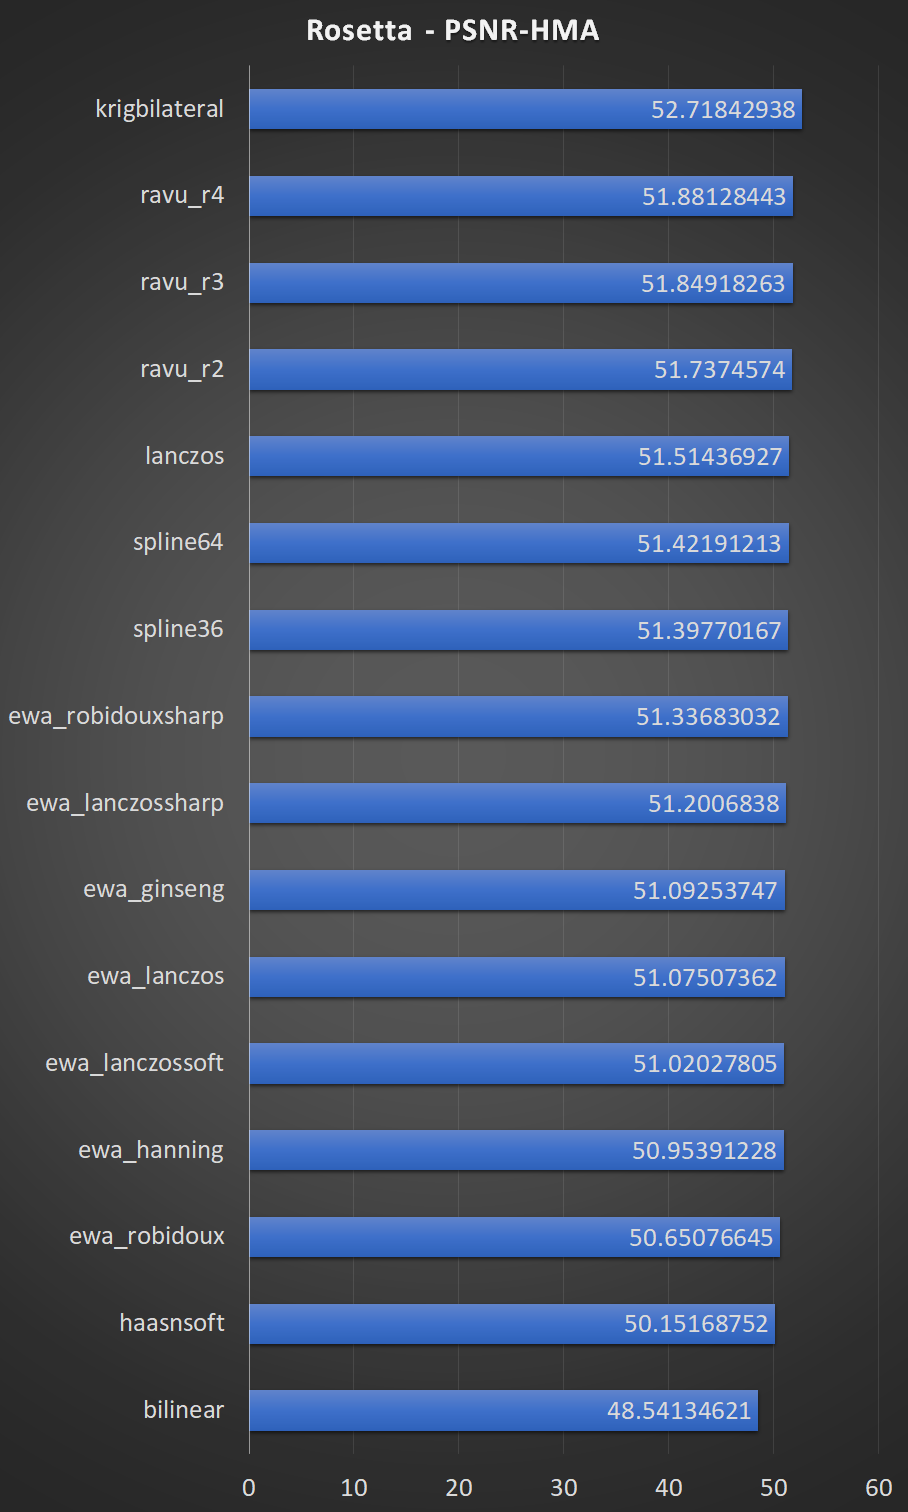 Rosetta - PSNR-HMA
krigbilateral 52.71842938
ravu_r4 51.88128443
ravu_r3 51.84918263
ravu_r2 51.7374574
lanczos 51.51436927
spline64 51.42191213
spline36 51.39770167
ewa_robidouxsharp 51.33683032
ewa_lanczossharp 51.2006838
ewa_ginseng 51.09253747
ewa_lanczos 51.07507362
ewa_lanczossoft 51.02027805
ewa_hanning 50.95391228
ewa_robidoux 50.65076645
haasnsoft 50.15168752
bilinear 48.54134621
0 10 20 30 40 50 60